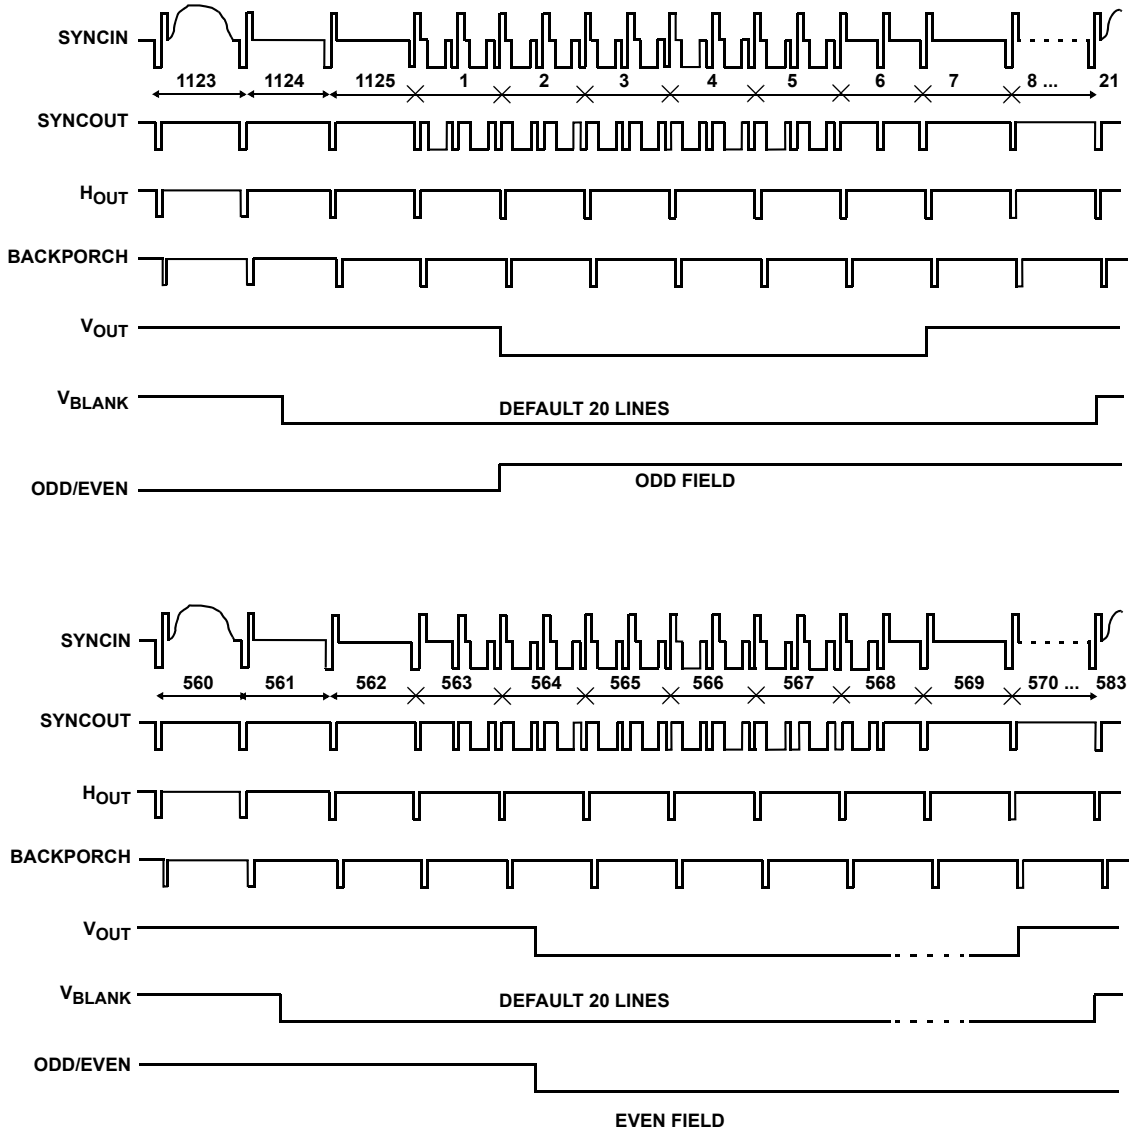 SYNCIN
1123 1124 1125 1 2 3 4 5 6 7 8 ... 21
SYNCOUT
HOUT
BACKPORCH
VOUT
VBLANK
DEFAULT 20 LINES
ODD/EVEN
ODD FIELD
SYNCIN
560 561 562 563 564 565 566 567 568 569 570 ... 583
SYNCOUT
HOUT
BACKPORCH
VOUT
VBLANK
DEFAULT 20 LINES
ODD/EVEN
EVEN FIELD